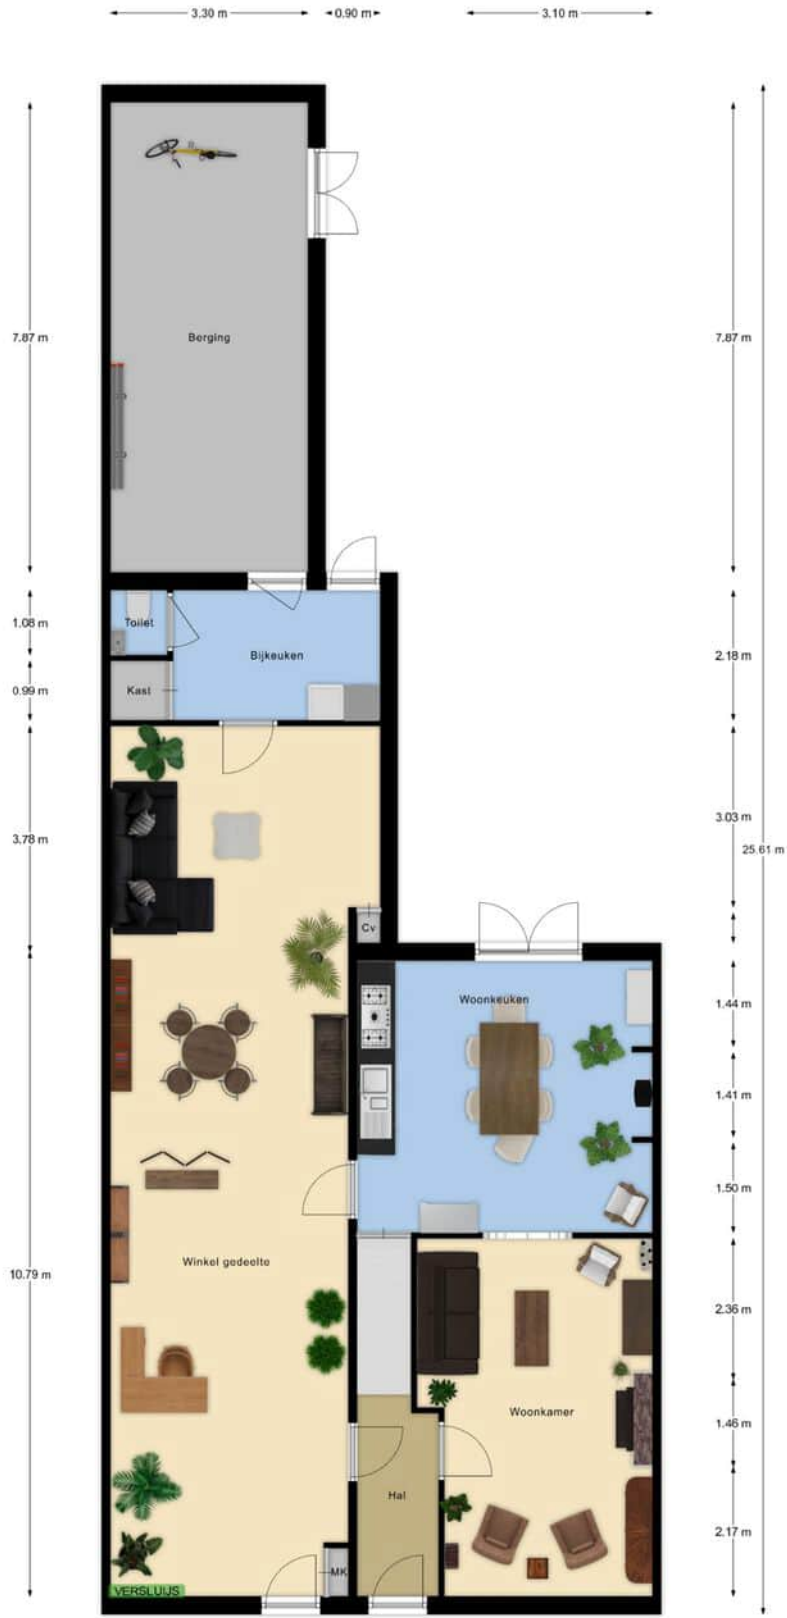 3.30 m
0.90 m
3.10 m
7.87 m
Berging
7.87 m
1.08 m
Toilet
Bijkeuken
2.18 m
0.99 m
Kast
3.78 m
3.03 m
25.61 m
Cv
Woonkeuken
1.44 m
1.41 m
1.50 m
Winkel gedeelte
10.79 m
2.36 m
Woonkamer
1.46 m
Hal
2.17 m
MK
VERSLUIJS